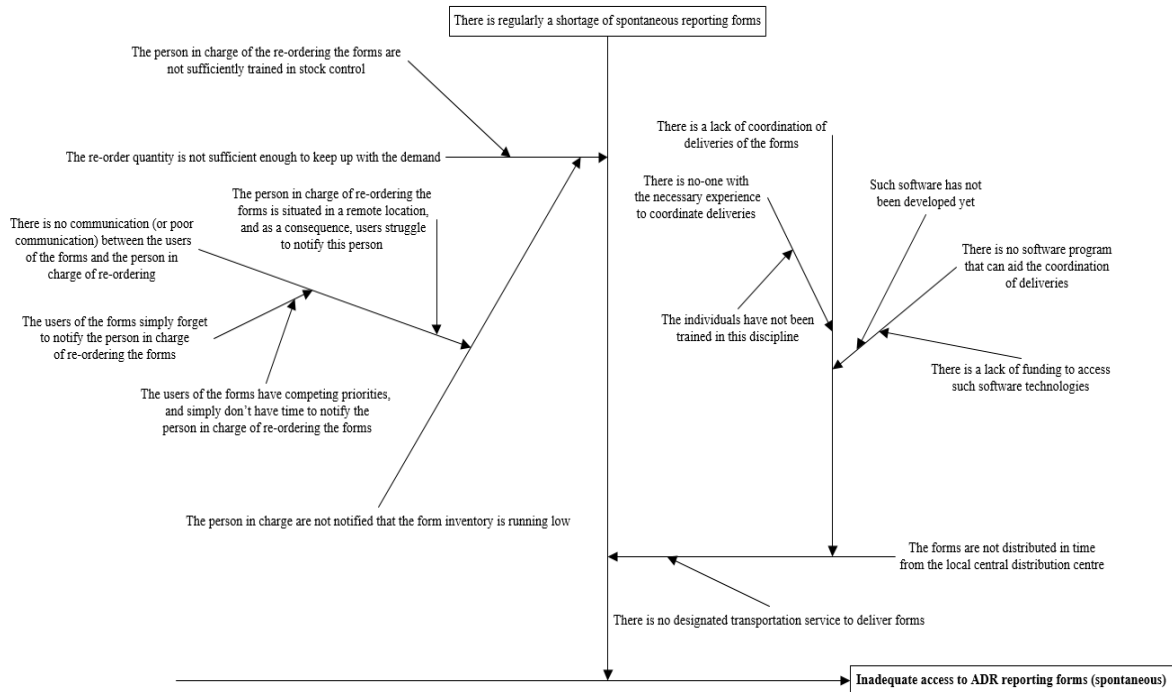 There is regularly a shortage of spontaneous reporting forms
The person in charge of the re-ordering the forms are
not sufficiently trained in stock control
The re-order quantity is not sufficient enough to keep up with the demand
The person in charge of re-ordering the
forms is situated in a remote location,
and as a consequence, users struggle
to notify this person
There is no communication (or poor
communication) between the users
of the forms and the person in
charge of re-ordering
The users of the forms simply forget
to notify the person in charge
of re-ordering the forms
The users of the forms have competing priorities,
and simply don't have time to notify the
person in charge of re-ordering the forms
The person in charge are not notified that the form inventory is running low
There is a lack of coordination of
deliveries of the forms
There is no-one with
the necessary experience
to coordinate deliveries
Such software has not
been developed yet
There is no software program
that can aid the coordination
of deliveries
The individuals have not been
trained in this discipline
There is a lack of funding to access
such software technologies
The forms are not distributed in time
from the local central distribution centre
There is no designated transportation service to deliver forms
Inadequate access to ADR reporting forms (spontaneous)